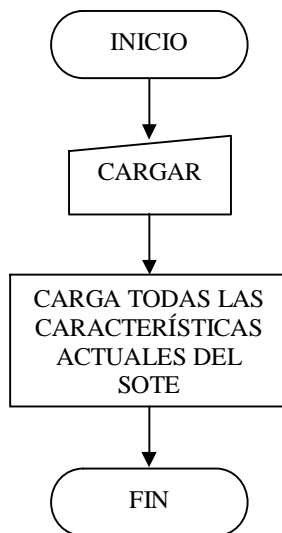 INICIO
CARGAR
CARGA TODAS LAS
CARACTERÍSTICAS
ACTUALES DEL
SOTE
FIN